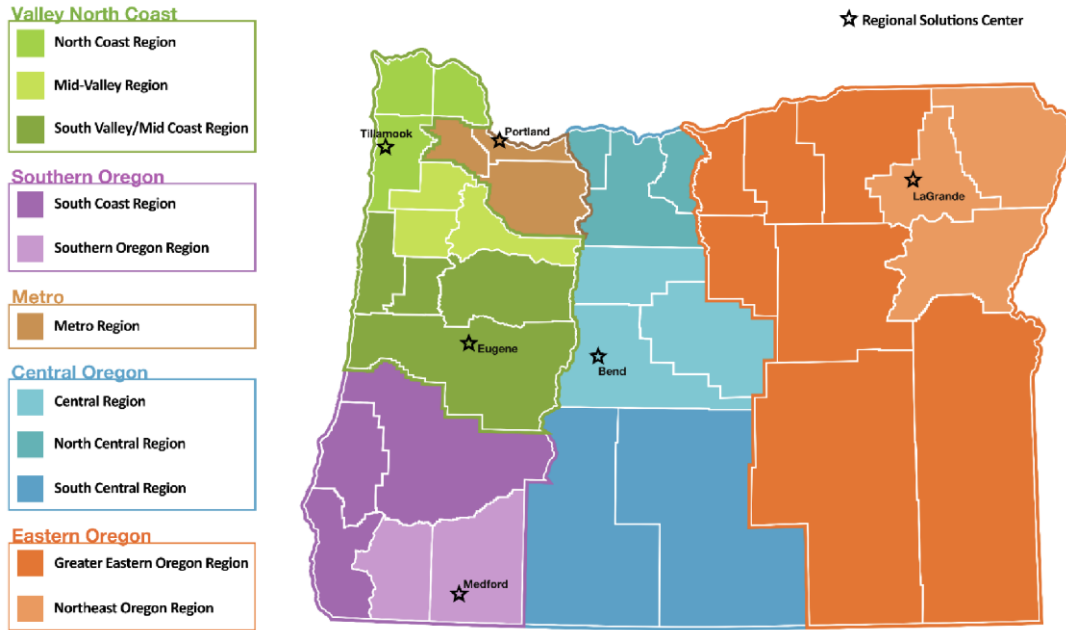 Valley North Coast
North Coast Region
Mid-Valley Region
South Valley/Mid Coast Region
Southern Oregon
South Coast Region
Southern Oregon Region
Metro
Metro Region
Central Oregon
Central Region
North Central Region
South Central Region
Eastern Oregon
Greater Eastern Oregon Region
Northeast Oregon Region
Regional Solutions Center
Tillamook
Portland
LaGrande
Eugene
Bend
Medford